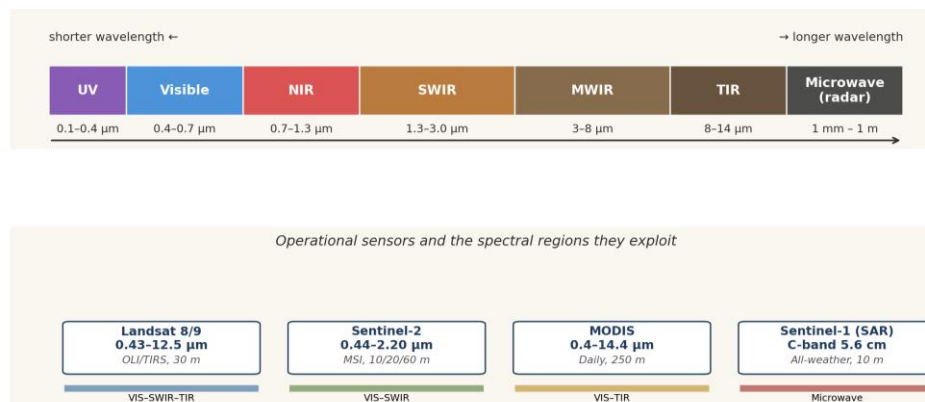 shorter wavelength ←
→ longer wavelength
UV
Visible
NIR
SWIR
MWIR
TIR
Microwave
(radar)
0.1–0.4 µm
0.4–0.7 µm
0.7–1.3 µm
1.3–3.0 µm
3–8 µm
8–14 µm
1 mm – 1 m
Operational sensors and the spectral regions they exploit
Landsat 8/9
0.43–12.5 µm
OLI/TIRS, 30 m
VIS–SWIR–TIR
Sentinel-2
0.44–2.20 µm
MSI, 10/20/60 m
VIS–SWIR
MODIS
0.4–14.4 µm
Daily, 250 m
VIS–TIR
Sentinel-1 (SAR)
C-band 5.6 cm
All-weather, 10 m
Microwave